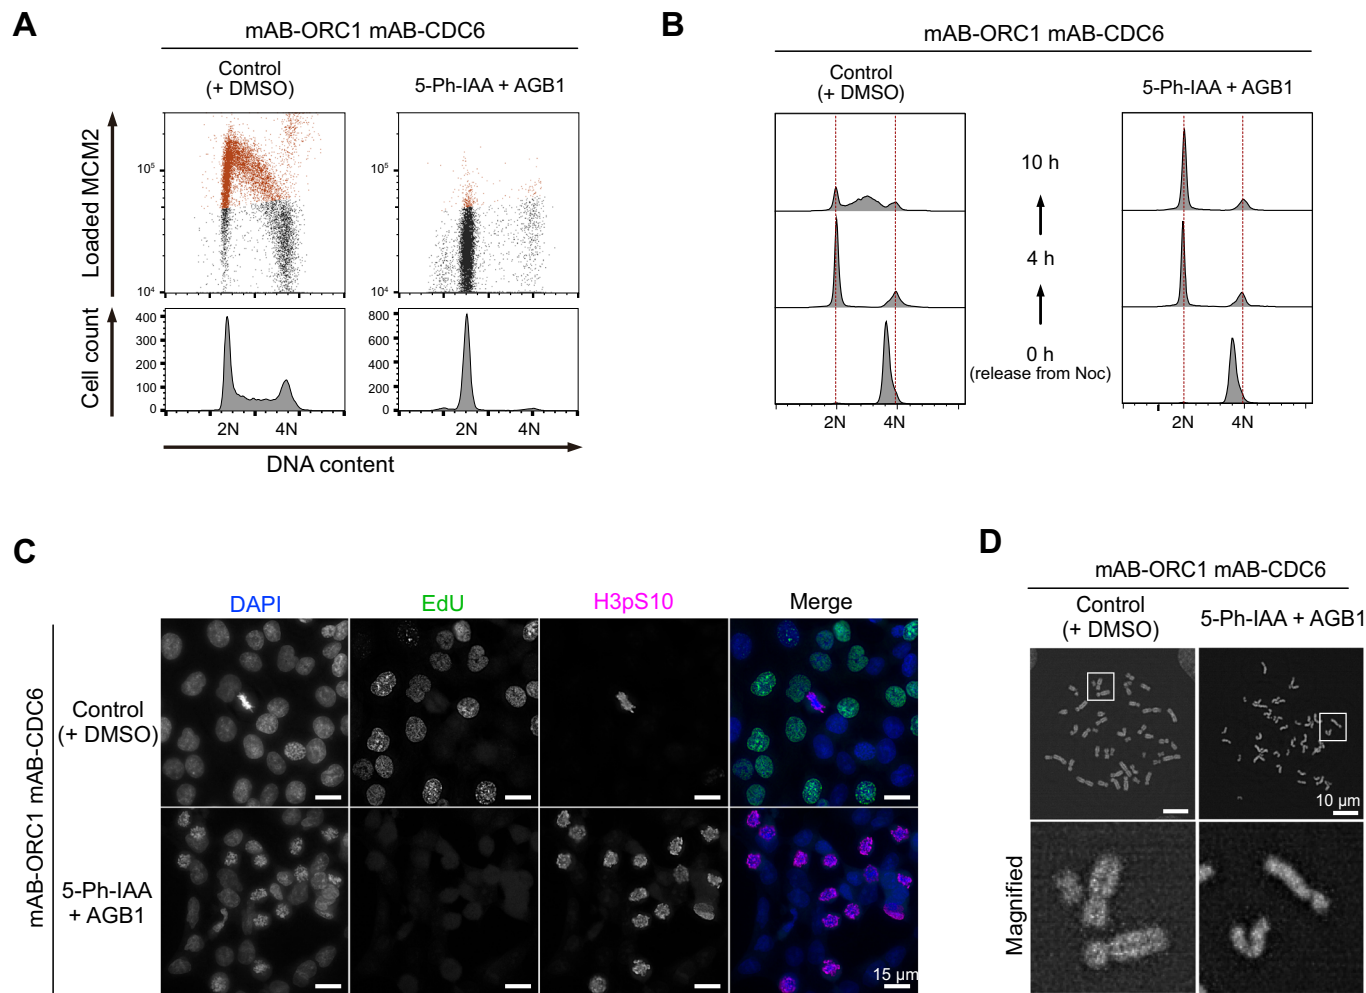 A
mAB-ORC1 mAB-CDC6
Control
(+ DMSO)
5-Ph-IAA + AGB1
Loaded MCM2
10⁵
10⁴
10⁵
10⁴
Cell count
400
300
200
100
0
800
600
400
200
0
2N
4N
2N
4N
DNA content
B
mAB-ORC1 mAB-CDC6
Control
(+ DMSO)
5-Ph-IAA + AGB1
10 h
4 h
0 h
(release from Noc)
2N
4N
2N
4N
C
DAPI
EdU
H3pS10
Merge
mAB-ORC1 mAB-CDC6
Control
(+ DMSO)
5-Ph-IAA
+ AGB1
15 µm
D
mAB-ORC1 mAB-CDC6
Control
(+ DMSO)
5-Ph-IAA + AGB1
10 µm
Magnified